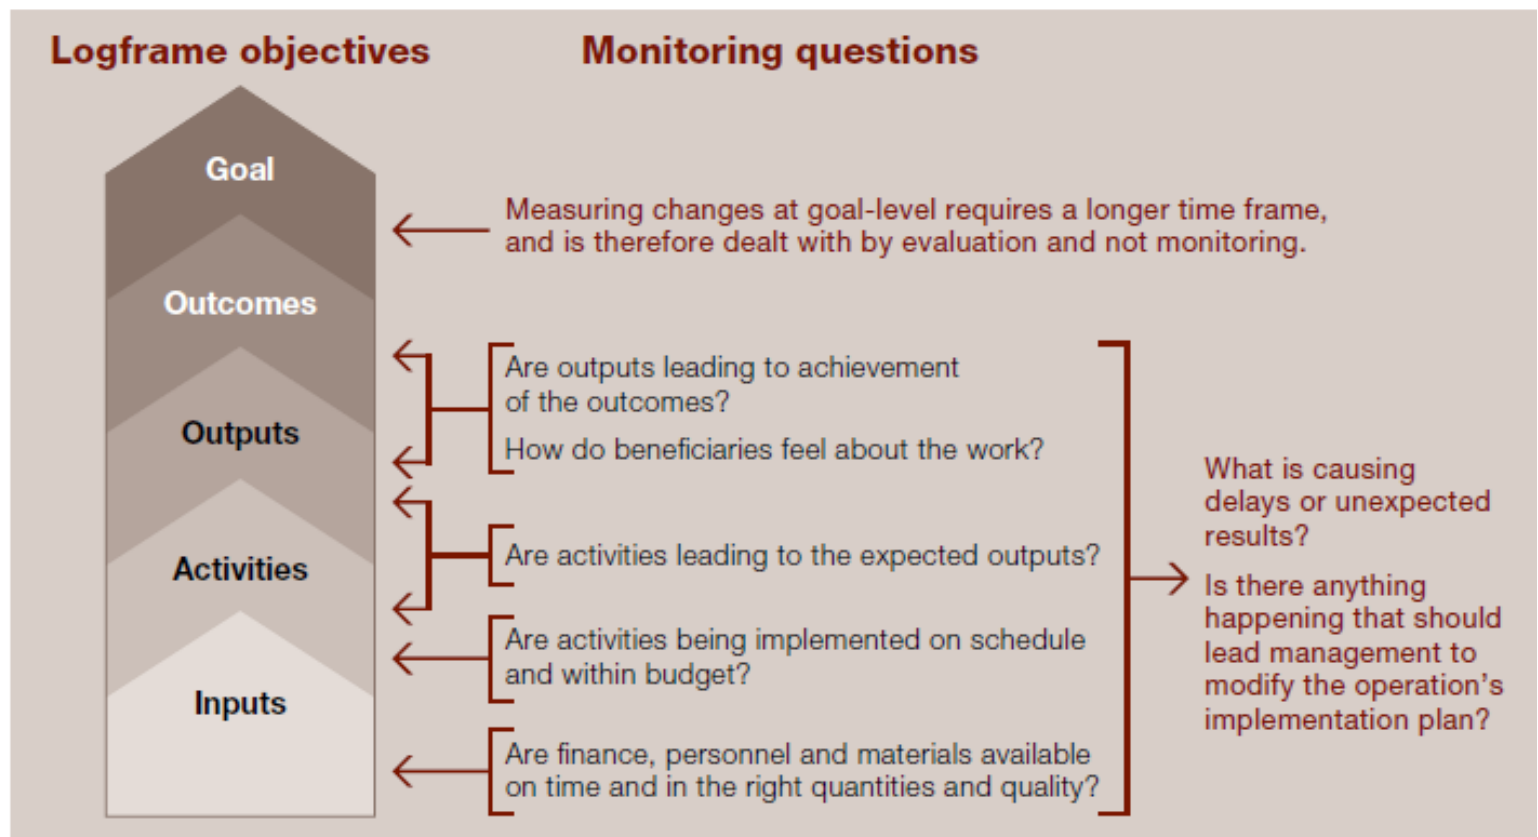 Logframe objectives
Monitoring questions
Goal
Outcomes
Outputs
Activities
Inputs
Measuring changes at goal-level requires a longer time frame,
and is therefore dealt with by evaluation and not monitoring.
Are outputs leading to achievement
of the outcomes?
How do beneficiaries feel about the work?
Are activities leading to the expected outputs?
Are activities being implemented on schedule
and within budget?
Are finance, personnel and materials available
on time and in the right quantities and quality?
What is causing
delays or unexpected
results?
Is there anything
happening that should
lead management to
modify the operation’s
implementation plan?